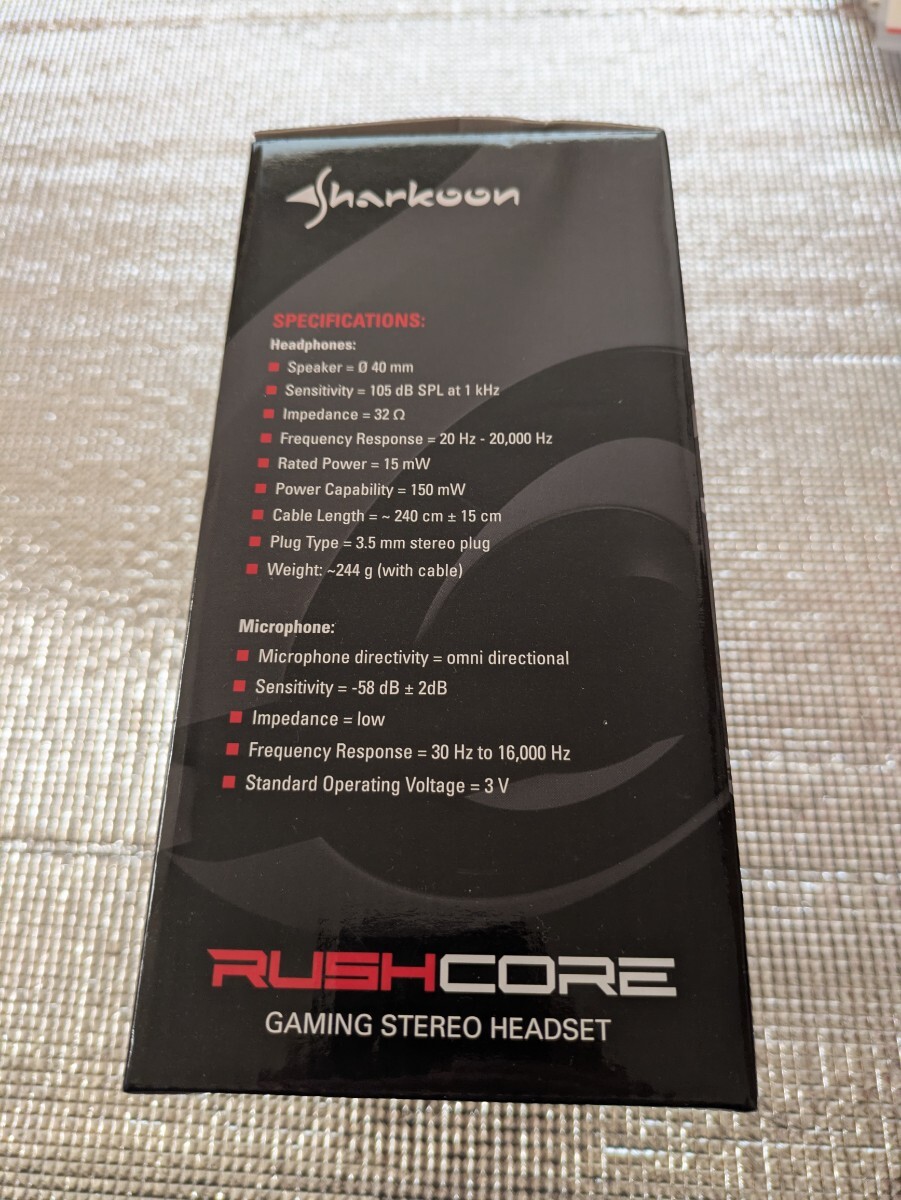 Sharkoon
SPECIFICATIONS:
Headphones:
Speaker = Ø 40 mm
Sensitivity = 105 dB SPL at 1 kHz
Impedance = 32 Ω
Frequency Response = 20 Hz - 20,000 Hz
Rated Power = 15 mW
Power Capability = 150 mW
Cable Length = ~ 240 cm ± 15 cm
Plug Type = 3.5 mm stereo plug
Weight: ~244 g (with cable)
Microphone:
Microphone directivity = omni directional
Sensitivity = -58 dB ± 2dB
Impedance = low
Frequency Response = 30 Hz to 16,000 Hz
Standard Operating Voltage = 3 V
RUSHCORE
GAMING STEREO HEADSET